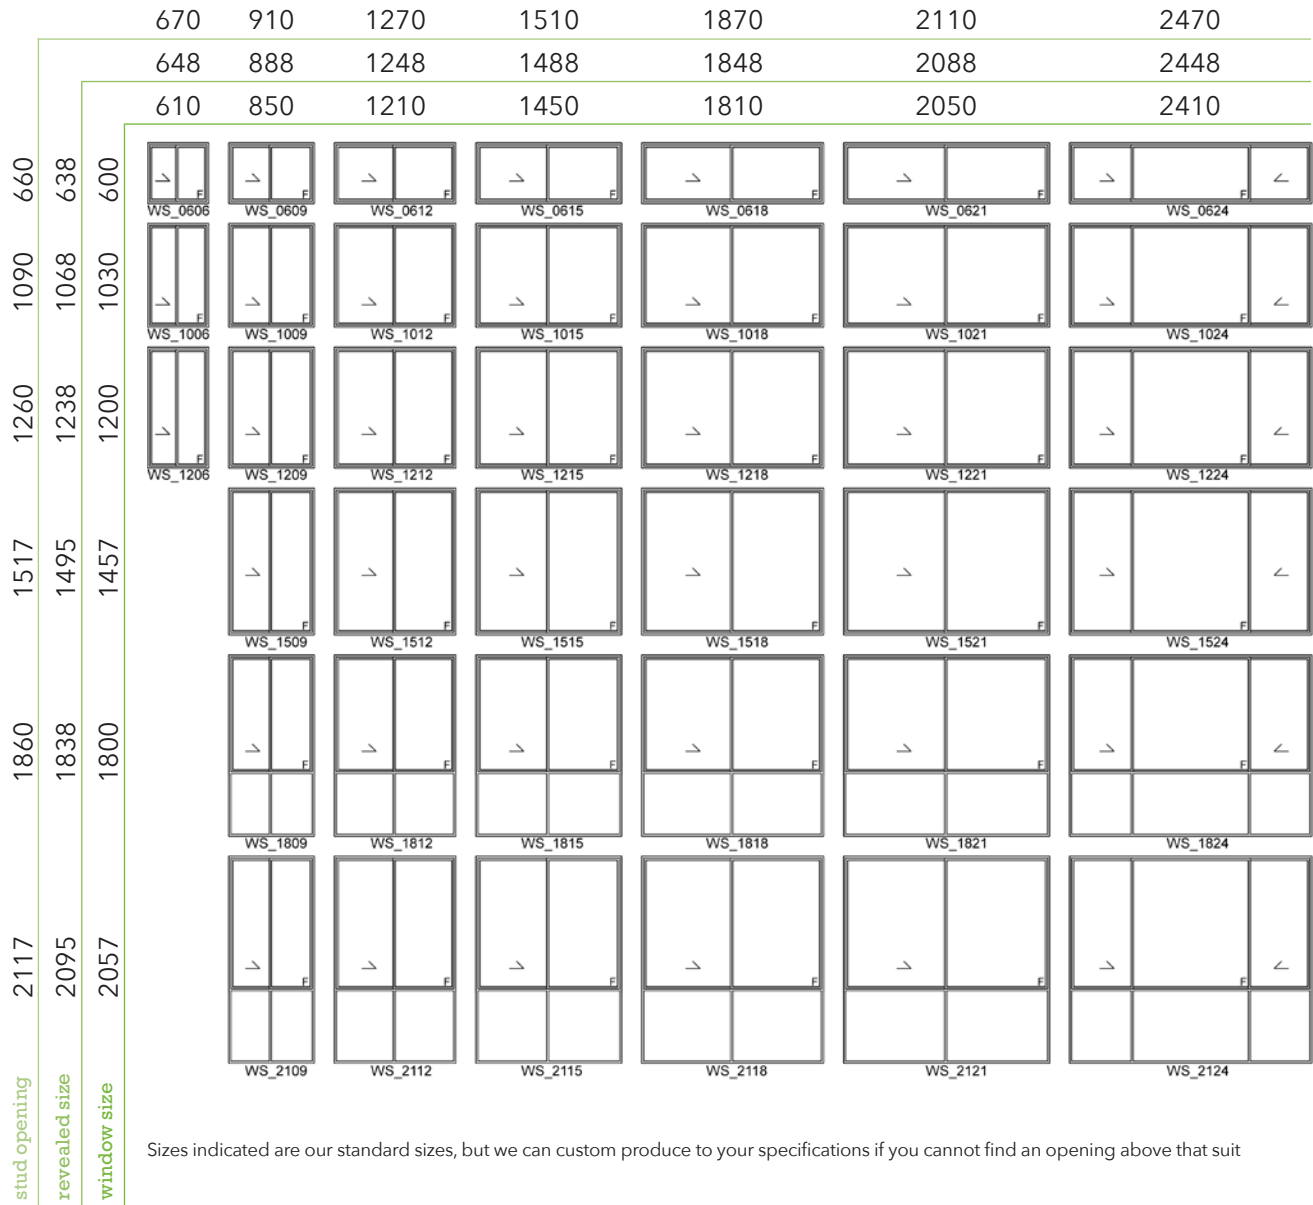 670 910 1270 1510 1870 2110 2470
648 888 1248 1488 1848 2088 2448
610 850 1210 1450 1810 2050 2410
660 638 600
F F F F F F F
WS_0606 WS_0609 WS_0612 WS_0615 WS_0618 WS_0621 WS_0624
1090 1068 1030
F F F F F F F
WS_1006 WS_1009 WS_1012 WS_1015 WS_1018 WS_1021 WS_1024
1260 1238 1200
F F F F F F F
WS_1206 WS_1209 WS_1212 WS_1215 WS_1218 WS_1221 WS_1224
1517 1495 1457
F F F F F F
WS_1509 WS_1512 WS_1515 WS_1518 WS_1521 WS_1524
1860 1838 1800
F F F F F F
WS_1809 WS_1812 WS_1815 WS_1818 WS_1821 WS_1824
2117 2095 2057
F F F F F F
WS_2109 WS_2112 WS_2115 WS_2118 WS_2121 WS_2124
stud opening
revealed size
window size
Sizes indicated are our standard sizes, but we can custom produce to your specifications if you cannot find an opening above that suit